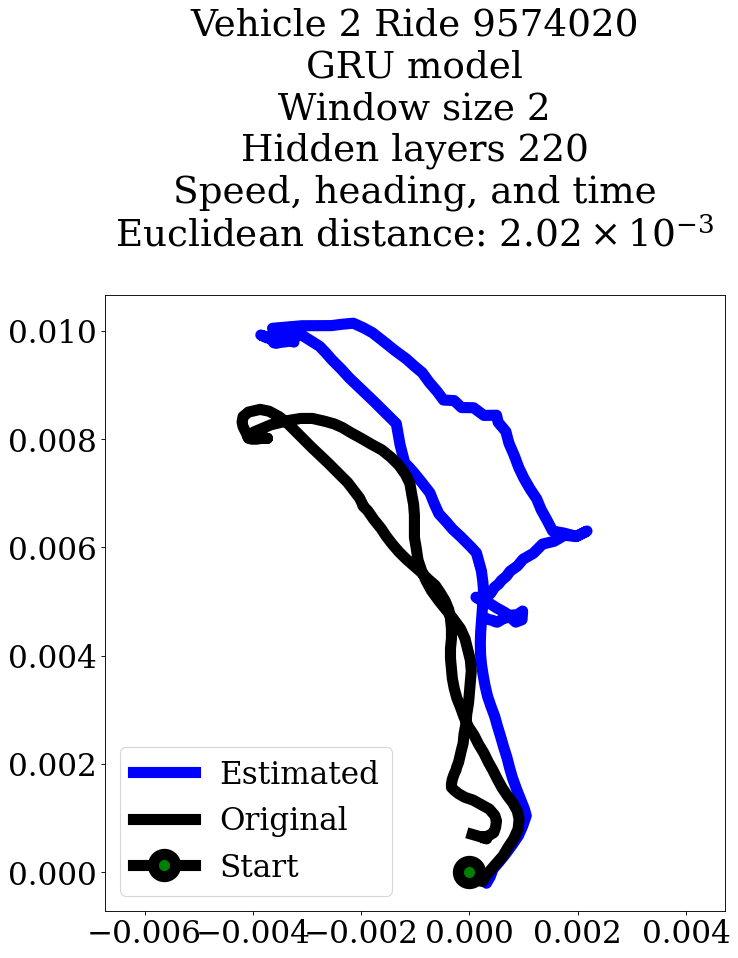 Vehicle 2 Ride 9574020
GRU model
Window size 2
Hidden layers 220
Speed, heading, and time
Euclidean distance: 2.02 × 10⁻³
0.010
0.008
0.006
0.004
0.002
0.000
Estimated
Original
Start
−0.006 −0.004 −0.002 0.000 0.002 0.004